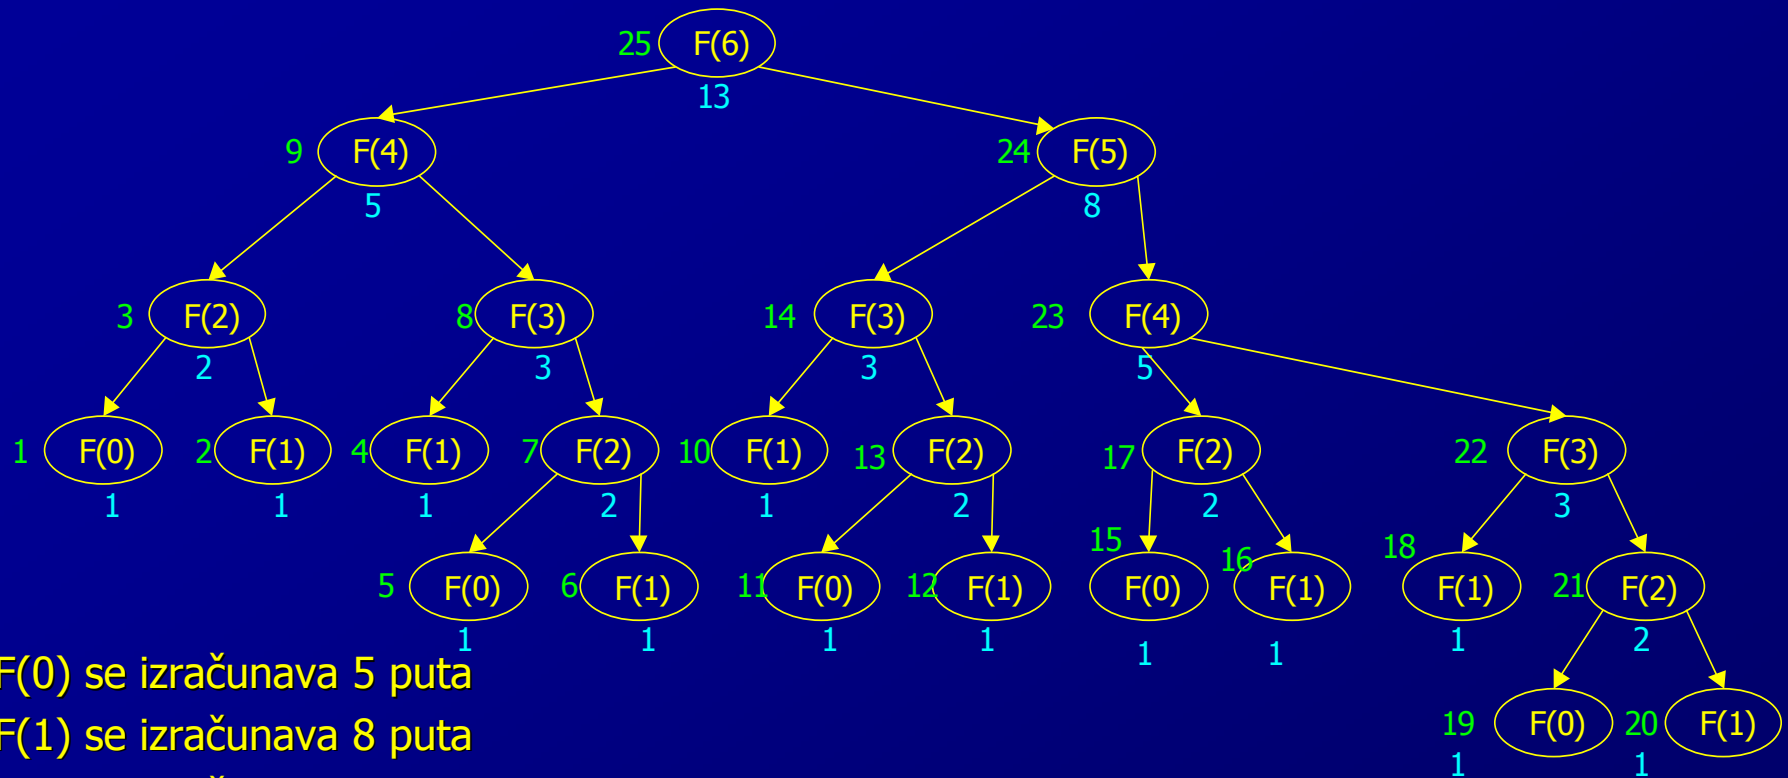 25 F(6)
13
9 F(4) 24 F(5)
5 8
3 F(2) 8 F(3) 14 F(3) 23 F(4)
2 3 3 5
1 F(0) 2 F(1) 4 F(1) 7 F(2) 10 F(1) 13 F(2) 17 F(2) 22 F(3)
1 1 1 2 1 2 2 3
5 F(0) 6 F(1) 11 F(0) 12 F(1) 15 F(0) 16 F(1) 18 F(1) 21 F(2)
1 1 1 1 1 1 1 2
F(0) se izračunava 5 puta
19 F(0) 20 F(1)
1 1
F(1) se izračunava 8 puta